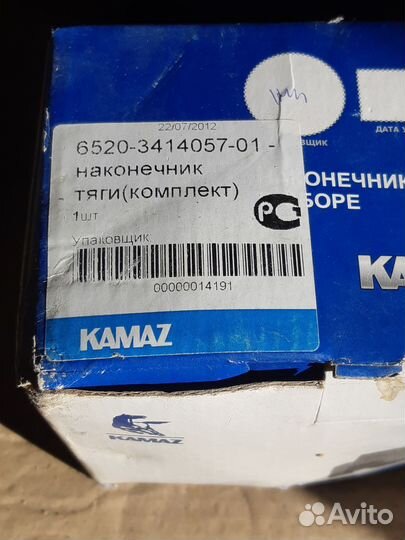 22/07/2012
6520-3414057-01 -
наконечник
тяги(комплект)
1шт
Упаковщик
00000014191
KAMAZ
ОВЩИК
ДАТА У
ОНЕЧНИК
БОРЕ
KA
KAMAZ
Avito